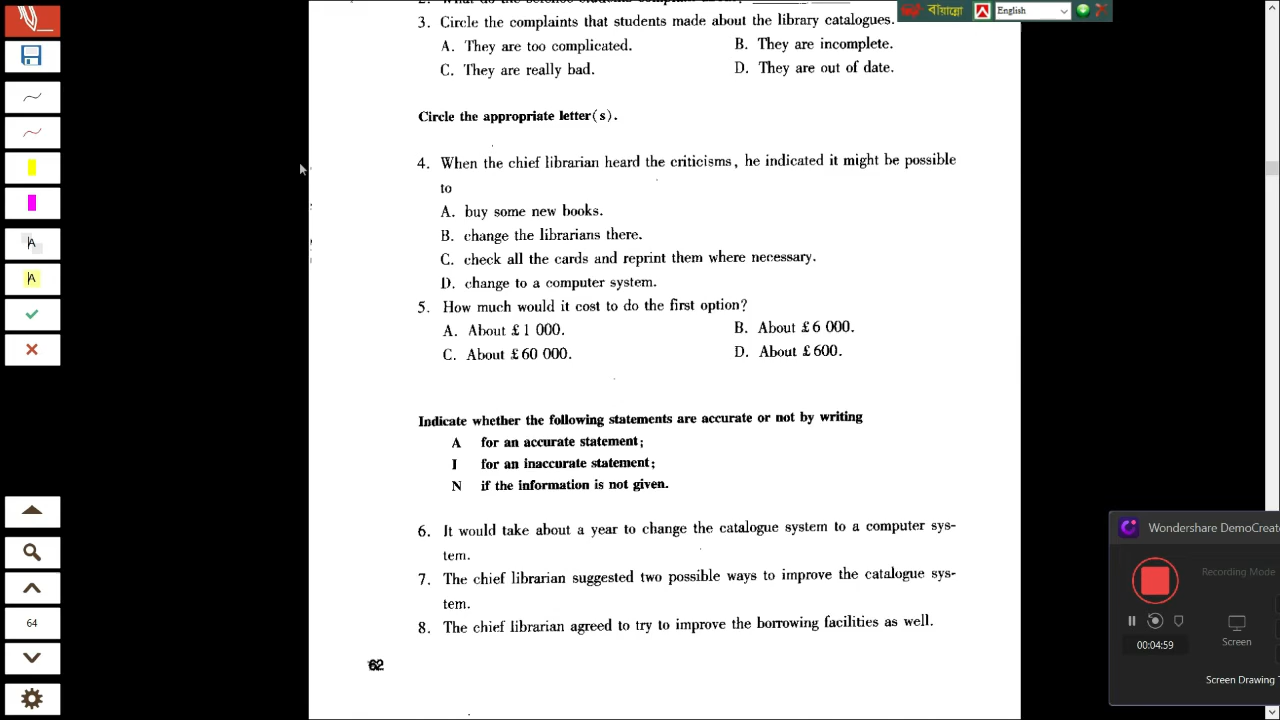 3. Circle the complaints that students made about the library catalogues.
A. They are too complicated.
B. They are incomplete.
C. They are really bad.
D. They are out of date.
Circle the appropriate letter(s).
4. When the chief librarian heard the criticisms, he indicated it might be possible
to
A. buy some new books.
B. change the librarians there.
C. check all the cards and reprint them where necessary.
D. change to a computer system.
5. How much would it cost to do the first option?
A. About £1 000.
B. About £6 000.
C. About £60 000.
D. About £600.
Indicate whether the following statements are accurate or not by writing
A for an accurate statement;
I for an inaccurate statement;
N if the information is not given.
6. It would take about a year to change the catalogue system to a computer sys-
tem.
7. The chief librarian suggested two possible ways to improve the catalogue sys-
tem.
8. The chief librarian agreed to try to improve the borrowing facilities as well.
62
English
A
A
64
Wondershare DemoCreat
Recording Mode
Screen
00:04:59
Screen Drawing T